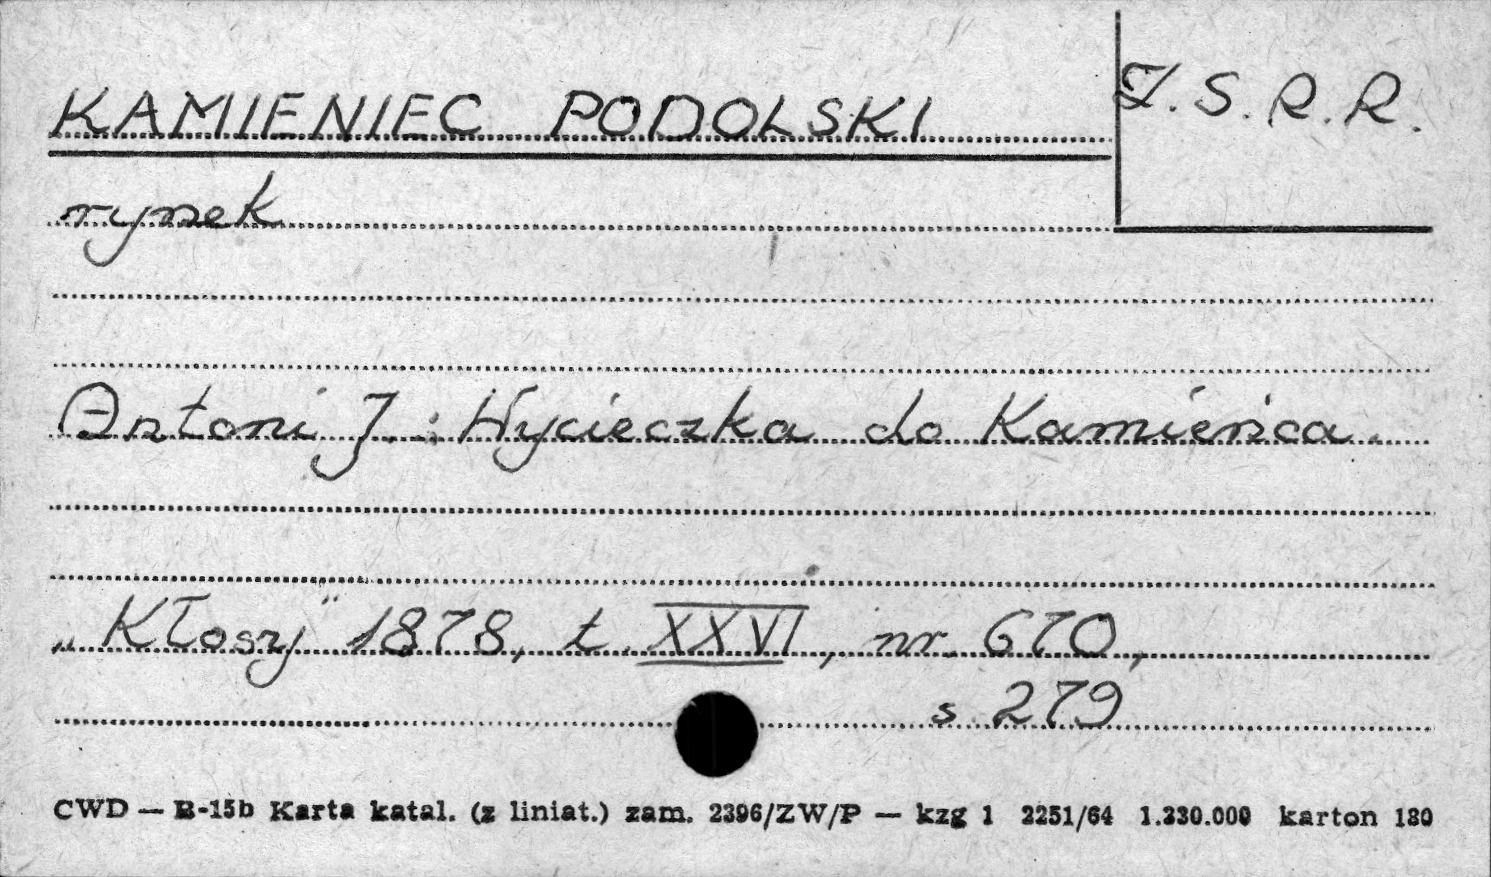 KAMIENIEC PODOLSKI
Z. S. R. R.
rynek
Antoni J.: Wycieczka do Kamieńca.
„Kłosy" 1878, t. XXVI, nr. 670,
s. 279
CWD — B-15b Karta katal. (z liniat.) zam. 2396/ZW/P — kzg 1 2251/64 1.330.000 karton 180